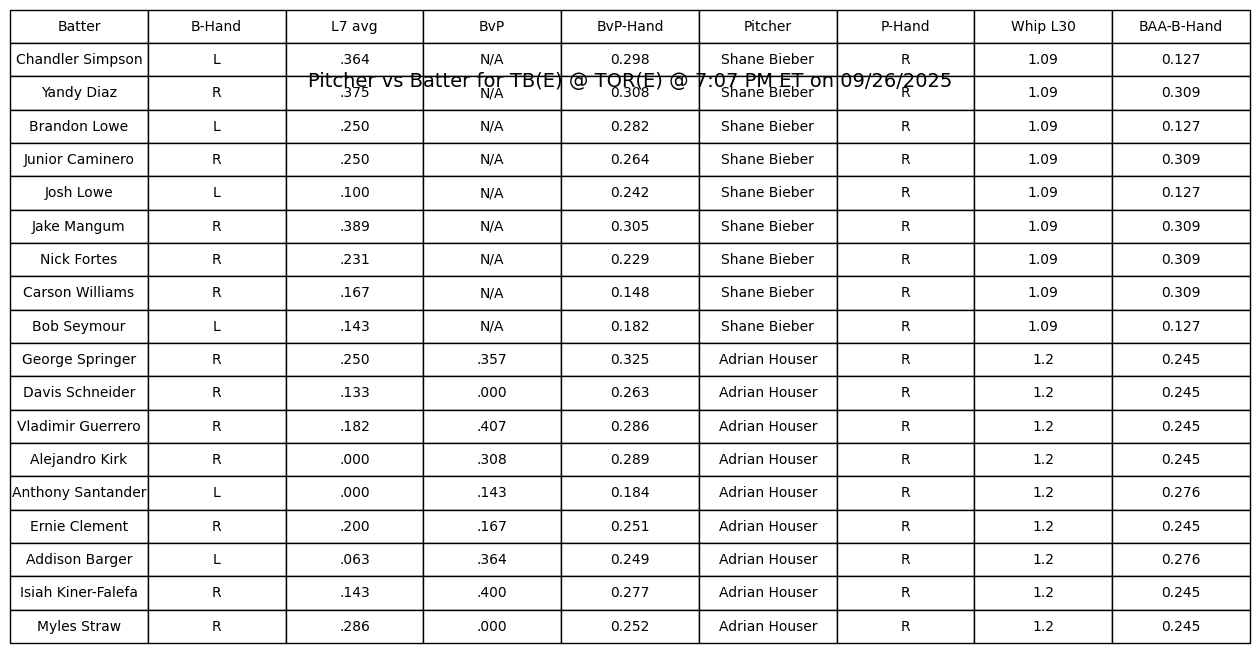 Batter B-Hand L7 avg BvP BvP-Hand Pitcher P-Hand Whip L30 BAA-B-Hand
Chandler Simpson L .364 N/A 0.298 Shane Bieber R 1.09 0.127
Pitcher vs Batter for TB(E) @ TOR(E) @ 7:07 PM ET on 09/26/2025
Yandy Diaz R .375 N/A 0.308 Shane Bieber R 1.09 0.309
Brandon Lowe L .250 N/A 0.282 Shane Bieber R 1.09 0.127
Junior Caminero R .250 N/A 0.264 Shane Bieber R 1.09 0.309
Josh Lowe L .100 N/A 0.242 Shane Bieber R 1.09 0.127
Jake Mangum R .389 N/A 0.305 Shane Bieber R 1.09 0.309
Nick Fortes R .231 N/A 0.229 Shane Bieber R 1.09 0.309
Carson Williams R .167 N/A 0.148 Shane Bieber R 1.09 0.309
Bob Seymour L .143 N/A 0.182 Shane Bieber R 1.09 0.127
George Springer R .250 .357 0.325 Adrian Houser R 1.2 0.245
Davis Schneider R .133 .000 0.263 Adrian Houser R 1.2 0.245
Vladimir Guerrero R .182 .407 0.286 Adrian Houser R 1.2 0.245
Alejandro Kirk R .000 .308 0.289 Adrian Houser R 1.2 0.245
Anthony Santander L .000 .143 0.184 Adrian Houser R 1.2 0.276
Ernie Clement R .200 .167 0.251 Adrian Houser R 1.2 0.245
Addison Barger L .063 .364 0.249 Adrian Houser R 1.2 0.276
Isiah Kiner-Falefa R .143 .400 0.277 Adrian Houser R 1.2 0.245
Myles Straw R .286 .000 0.252 Adrian Houser R 1.2 0.245